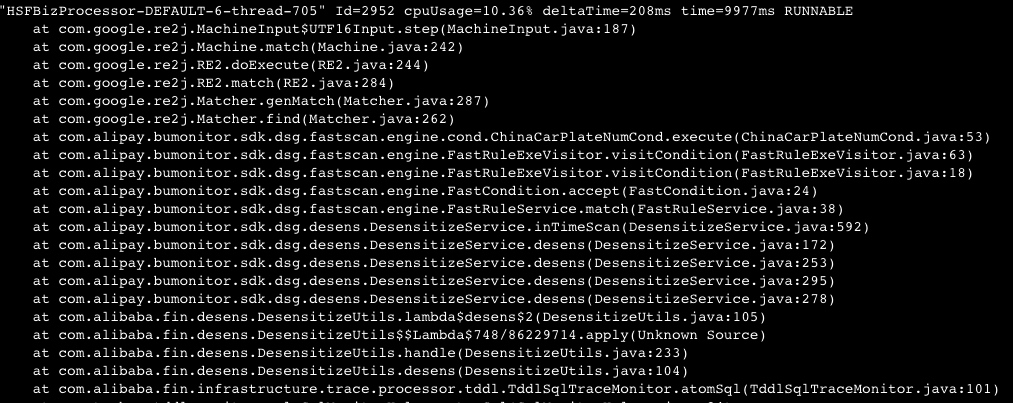 "HSFBizProcessor-DEFAULT-6-thread-705" Id=2952 cpuUsage=10.36% deltaTime=208ms time=9977ms RUNNABLE
at com.google.re2j.MachineInput$UTF16Input.step(MachineInput.java:187)
at com.google.re2j.Machine.match(Machine.java:242)
at com.google.re2j.RE2.doExecute(RE2.java:244)
at com.google.re2j.RE2.match(RE2.java:284)
at com.google.re2j.Matcher.genMatch(Matcher.java:287)
at com.google.re2j.Matcher.find(Matcher.java:262)
at com.alipay.bumonitor.sdk.dsg.fastscan.engine.cond.ChinaCarPlateNumCond.execute(ChinaCarPlateNumCond.java:53)
at com.alipay.bumonitor.sdk.dsg.fastscan.engine.FastRuleExeVisitor.visitCondition(FastRuleExeVisitor.java:63)
at com.alipay.bumonitor.sdk.dsg.fastscan.engine.FastRuleExeVisitor.visitCondition(FastRuleExeVisitor.java:18)
at com.alipay.bumonitor.sdk.dsg.fastscan.engine.FastCondition.accept(FastCondition.java:24)
at com.alipay.bumonitor.sdk.dsg.fastscan.engine.FastRuleService.match(FastRuleService.java:38)
at com.alipay.bumonitor.sdk.dsg.desens.DesensitizeService.inTimeScan(DesensitizeService.java:592)
at com.alipay.bumonitor.sdk.dsg.desens.DesensitizeService.desens(DesensitizeService.java:172)
at com.alipay.bumonitor.sdk.dsg.desens.DesensitizeService.desens(DesensitizeService.java:253)
at com.alipay.bumonitor.sdk.dsg.desens.DesensitizeService.desens(DesensitizeService.java:295)
at com.alipay.bumonitor.sdk.dsg.desens.DesensitizeService.desens(DesensitizeService.java:278)
at com.alibaba.fin.desens.DesensitizeUtils.lambda$desens$2(DesensitizeUtils.java:105)
at com.alibaba.fin.desens.DesensitizeUtils$$Lambda$748/86229714.apply(Unknown Source)
at com.alibaba.fin.desens.DesensitizeUtils.handle(DesensitizeUtils.java:233)
at com.alibaba.fin.desens.DesensitizeUtils.desens(DesensitizeUtils.java:104)
at com.alibaba.fin.infrastructure.trace.processor.tddl.TddlSqlTraceMonitor.atomSql(TddlSqlTraceMonitor.java:101)